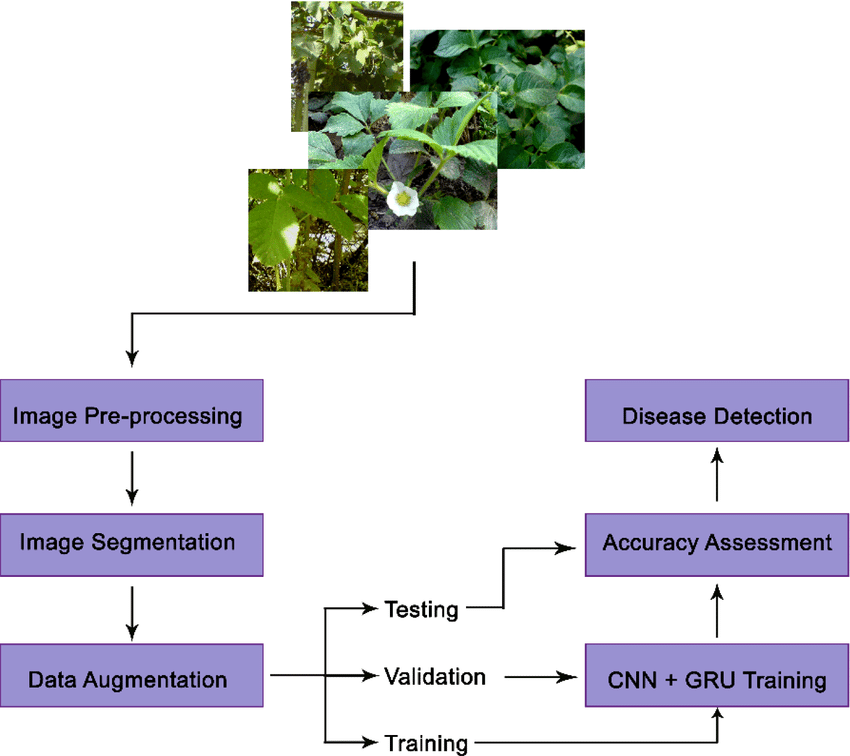 Image Pre-processing
Disease Detection
Image Segmentation
Accuracy Assessment
Testing
Data Augmentation
Validation
CNN + GRU Training
Training